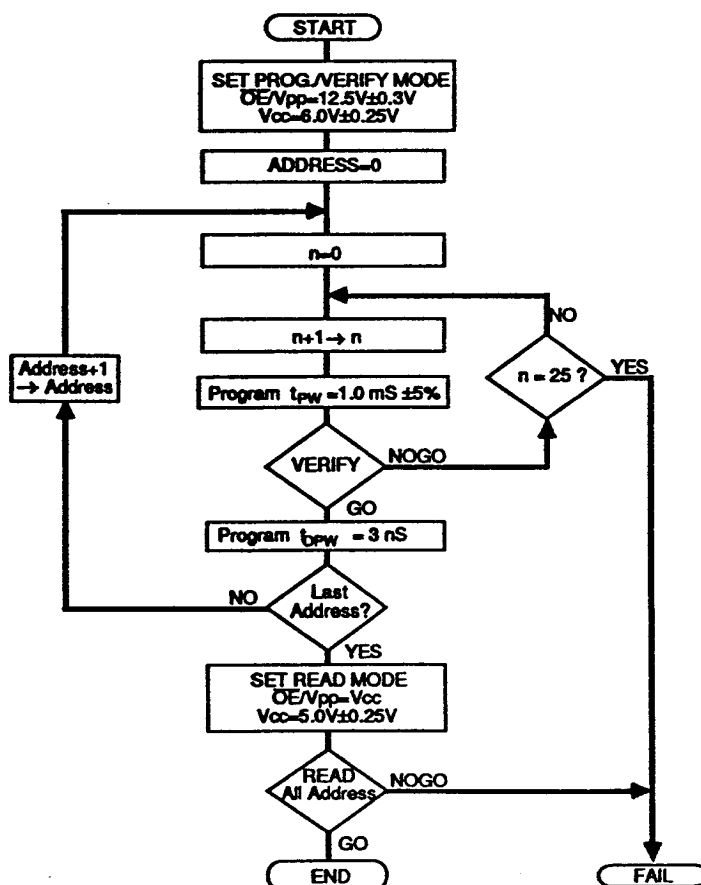 START
SET PROG./VERIFY MODE
O̅E̅/Vpp=12.5V±0.3V
Vcc=6.0V±0.25V
ADDRESS=0
n=0
NO
n+1→n
Address+1
→ Address
n = 25 ?
YES
Program tPW =1.0 mS ±5%
VERIFY
NOGO
GO
Program tOPW = 3 nS
NO
Last
Address?
YES
SET READ MODE
O̅E̅/Vpp=Vcc
Vcc=5.0V±0.25V
READ
All Address
NOGO
GO
END
FAIL